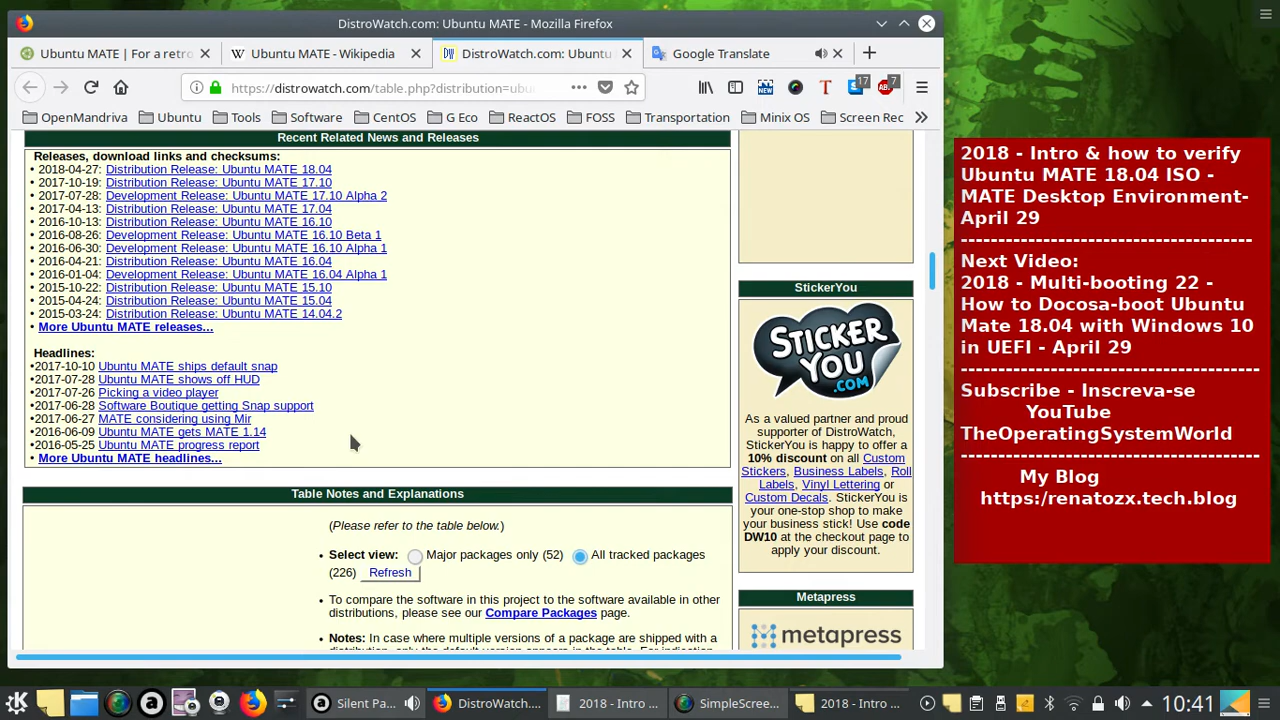 DistroWatch.com: Ubuntu MATE - Mozilla Firefox
Ubuntu MATE | For a retro
Ubuntu MATE - Wikipedia
DistroWatch.com: Ubuntu
Google Translate
https://distrowatch.com/table.php?distribution=ubu
17
7
OpenMandriva
Ubuntu
Tools
Software
CentOS
G Eco
ReactOS
FOSS
Transportation
Minix OS
Screen Rec
Recent Related News and Releases
Releases, download links and checksums:
• 2018-04-27: Distribution Release: Ubuntu MATE 18.04
• 2017-10-19: Distribution Release: Ubuntu MATE 17.10
• 2017-07-28: Development Release: Ubuntu MATE 17.10 Alpha 2
• 2017-04-13: Distribution Release: Ubuntu MATE 17.04
• 2016-10-13: Distribution Release: Ubuntu MATE 16.10
• 2016-08-26: Development Release: Ubuntu MATE 16.10 Beta 1
• 2016-06-30: Development Release: Ubuntu MATE 16.10 Alpha 1
• 2016-04-21: Distribution Release: Ubuntu MATE 16.04
• 2016-01-04: Development Release: Ubuntu MATE 16.04 Alpha 1
• 2015-10-22: Distribution Release: Ubuntu MATE 15.10
• 2015-04-24: Distribution Release: Ubuntu MATE 15.04
• 2015-03-24: Distribution Release: Ubuntu MATE 14.04.2
• More Ubuntu MATE releases...
Headlines:
•2017-10-10 Ubuntu MATE ships default snap
•2017-07-28 Ubuntu MATE shows off HUD
•2017-07-26 Picking a video player
•2017-06-28 Software Boutique getting Snap support
•2017-06-27 MATE considering using Mir
•2016-06-09 Ubuntu MATE gets MATE 1.14
•2016-05-25 Ubuntu MATE progress report
• More Ubuntu MATE headlines...
Table Notes and Explanations
(Please refer to the table below.)
• Select view: Major packages only (52) All tracked packages
(226) Refresh
• To compare the software in this project to the software available in other
distributions, please see our Compare Packages page.
• Notes: In case where multiple versions of a package are shipped with a
StickerYou
STICKER
YOU
.COM
As a valued partner and proud
supporter of DistroWatch,
StickerYou is happy to offer a
10% discount on all Custom
Stickers, Business Labels, Roll
Labels, Vinyl Lettering or
Custom Decals. StickerYou is
your one-stop shop to make
your business stick! Use code
DW10 at the checkout page to
apply your discount.
Metapress
metapress
2018 - Intro & how to verify
Ubuntu MATE 18.04 ISO -
MATE Desktop Environment-
April 29
------------------------------------------
Next Video:
2018 - Multi-booting 22 -
How to Docosa-boot Ubuntu
Mate 18.04 with Windows 10
in UEFI - April 29
-------------------------------------------
Subscribe - Inscreva-se
YouTube
TheOperatingSystemWorld
-------------------------------------------
My Blog
https:/renatozx.tech.blog
Silent Pa...
DistroWatch....
2018 - Intro ...
SimpleScree...
2018 - Intro ...
10:41